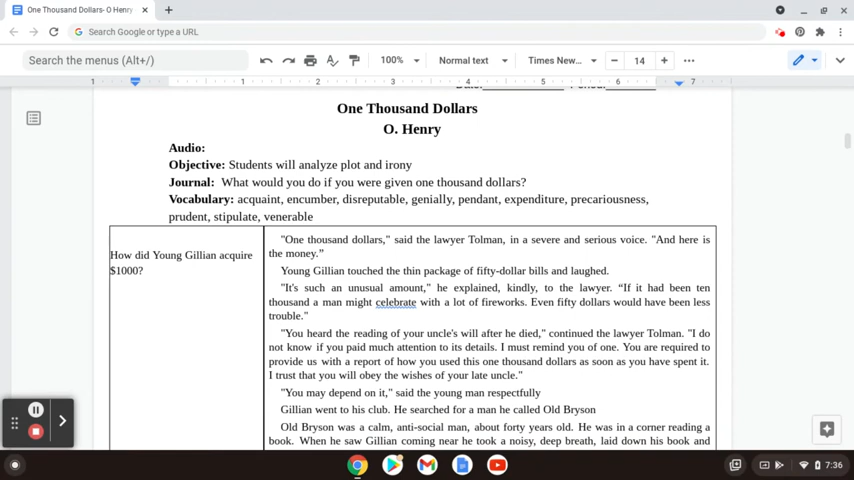 One Thousand Dollars- O Henry
Search Google or type a URL
Search the menus (Alt+/)
100%
Normal text
Times New...
14
1 1 2 3 4 5 6 7
One Thousand Dollars
O. Henry
Audio:
Objective: Students will analyze plot and irony
Journal: What would you do if you were given one thousand dollars?
Vocabulary: acquaint, encumber, disreputable, genially, pendant, expenditure, precariousness,
prudent, stipulate, venerable
How did Young Gillian acquire
$1000?
"One thousand dollars," said the lawyer Tolman, in a severe and serious voice. "And here is
the money."
Young Gillian touched the thin package of fifty-dollar bills and laughed.
"It's such an unusual amount," he explained, kindly, to the lawyer. “If it had been ten
thousand a man might celebrate with a lot of fireworks. Even fifty dollars would have been less
trouble."
"You heard the reading of your uncle's will after he died," continued the lawyer Tolman. "I do
not know if you paid much attention to its details. I must remind you of one. You are required to
provide us with a report of how you used this one thousand dollars as soon as you have spent it.
I trust that you will obey the wishes of your late uncle."
"You may depend on it," said the young man respectfully
Gillian went to his club. He searched for a man he called Old Bryson
Old Bryson was a calm, anti-social man, about forty years old. He was in a corner reading a
book. When he saw Gillian coming near he took a noisy, deep breath, laid down his book and
7:36